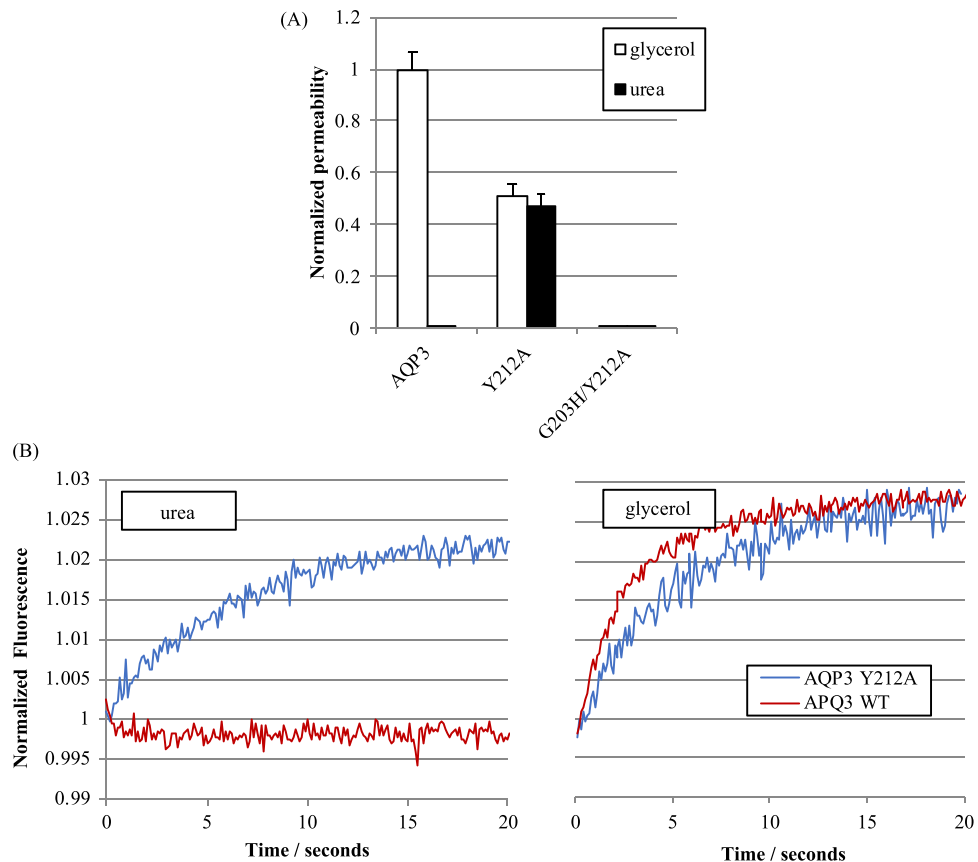 (A)
1.2
1
0.8
0.6
0.4
0.2
0
Normalized permeability
glycerol
urea
AQP3
Y212A
G203H/Y212A
(B)
1.03
1.025
1.02
1.015
1.01
1.005
1
0.995
0.99
Normalized Fluorescence
urea
0 5 10 15 20
Time / seconds
glycerol
AQP3 Y212A
APQ3 WT
0 5 10 15 20
Time / seconds